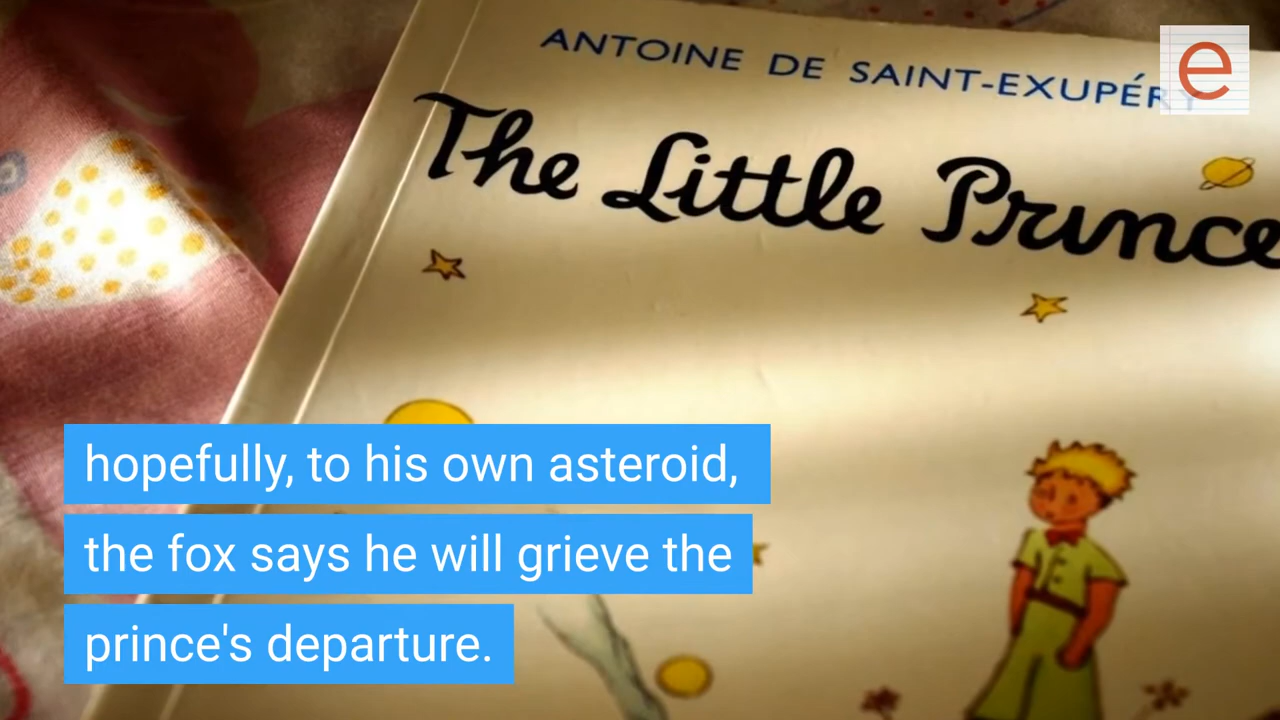 ANTOINE DE SAINT-EXUPÉRY
e
The Little Prince
hopefully, to his own asteroid,
the fox says he will grieve the
prince's departure.